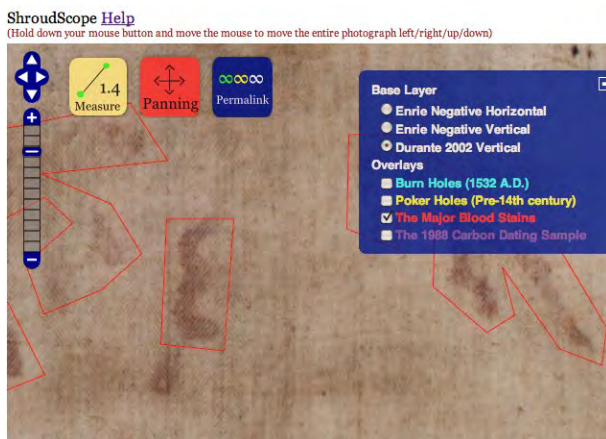 ShroudScope Help
(Hold down your mouse button and move the mouse to move the entire photograph left/right/up/down)
1.4
Measure
Panning
∞∞∞
Permalink
Base Layer
Enrie Negative Horizontal
Enrie Negative Vertical
Durante 2002 Vertical
Overlays
Burn Holes (1532 A.D.)
Poker Holes (Pre-14th century)
The Major Blood Stains
The 1988 Carbon Dating Sample